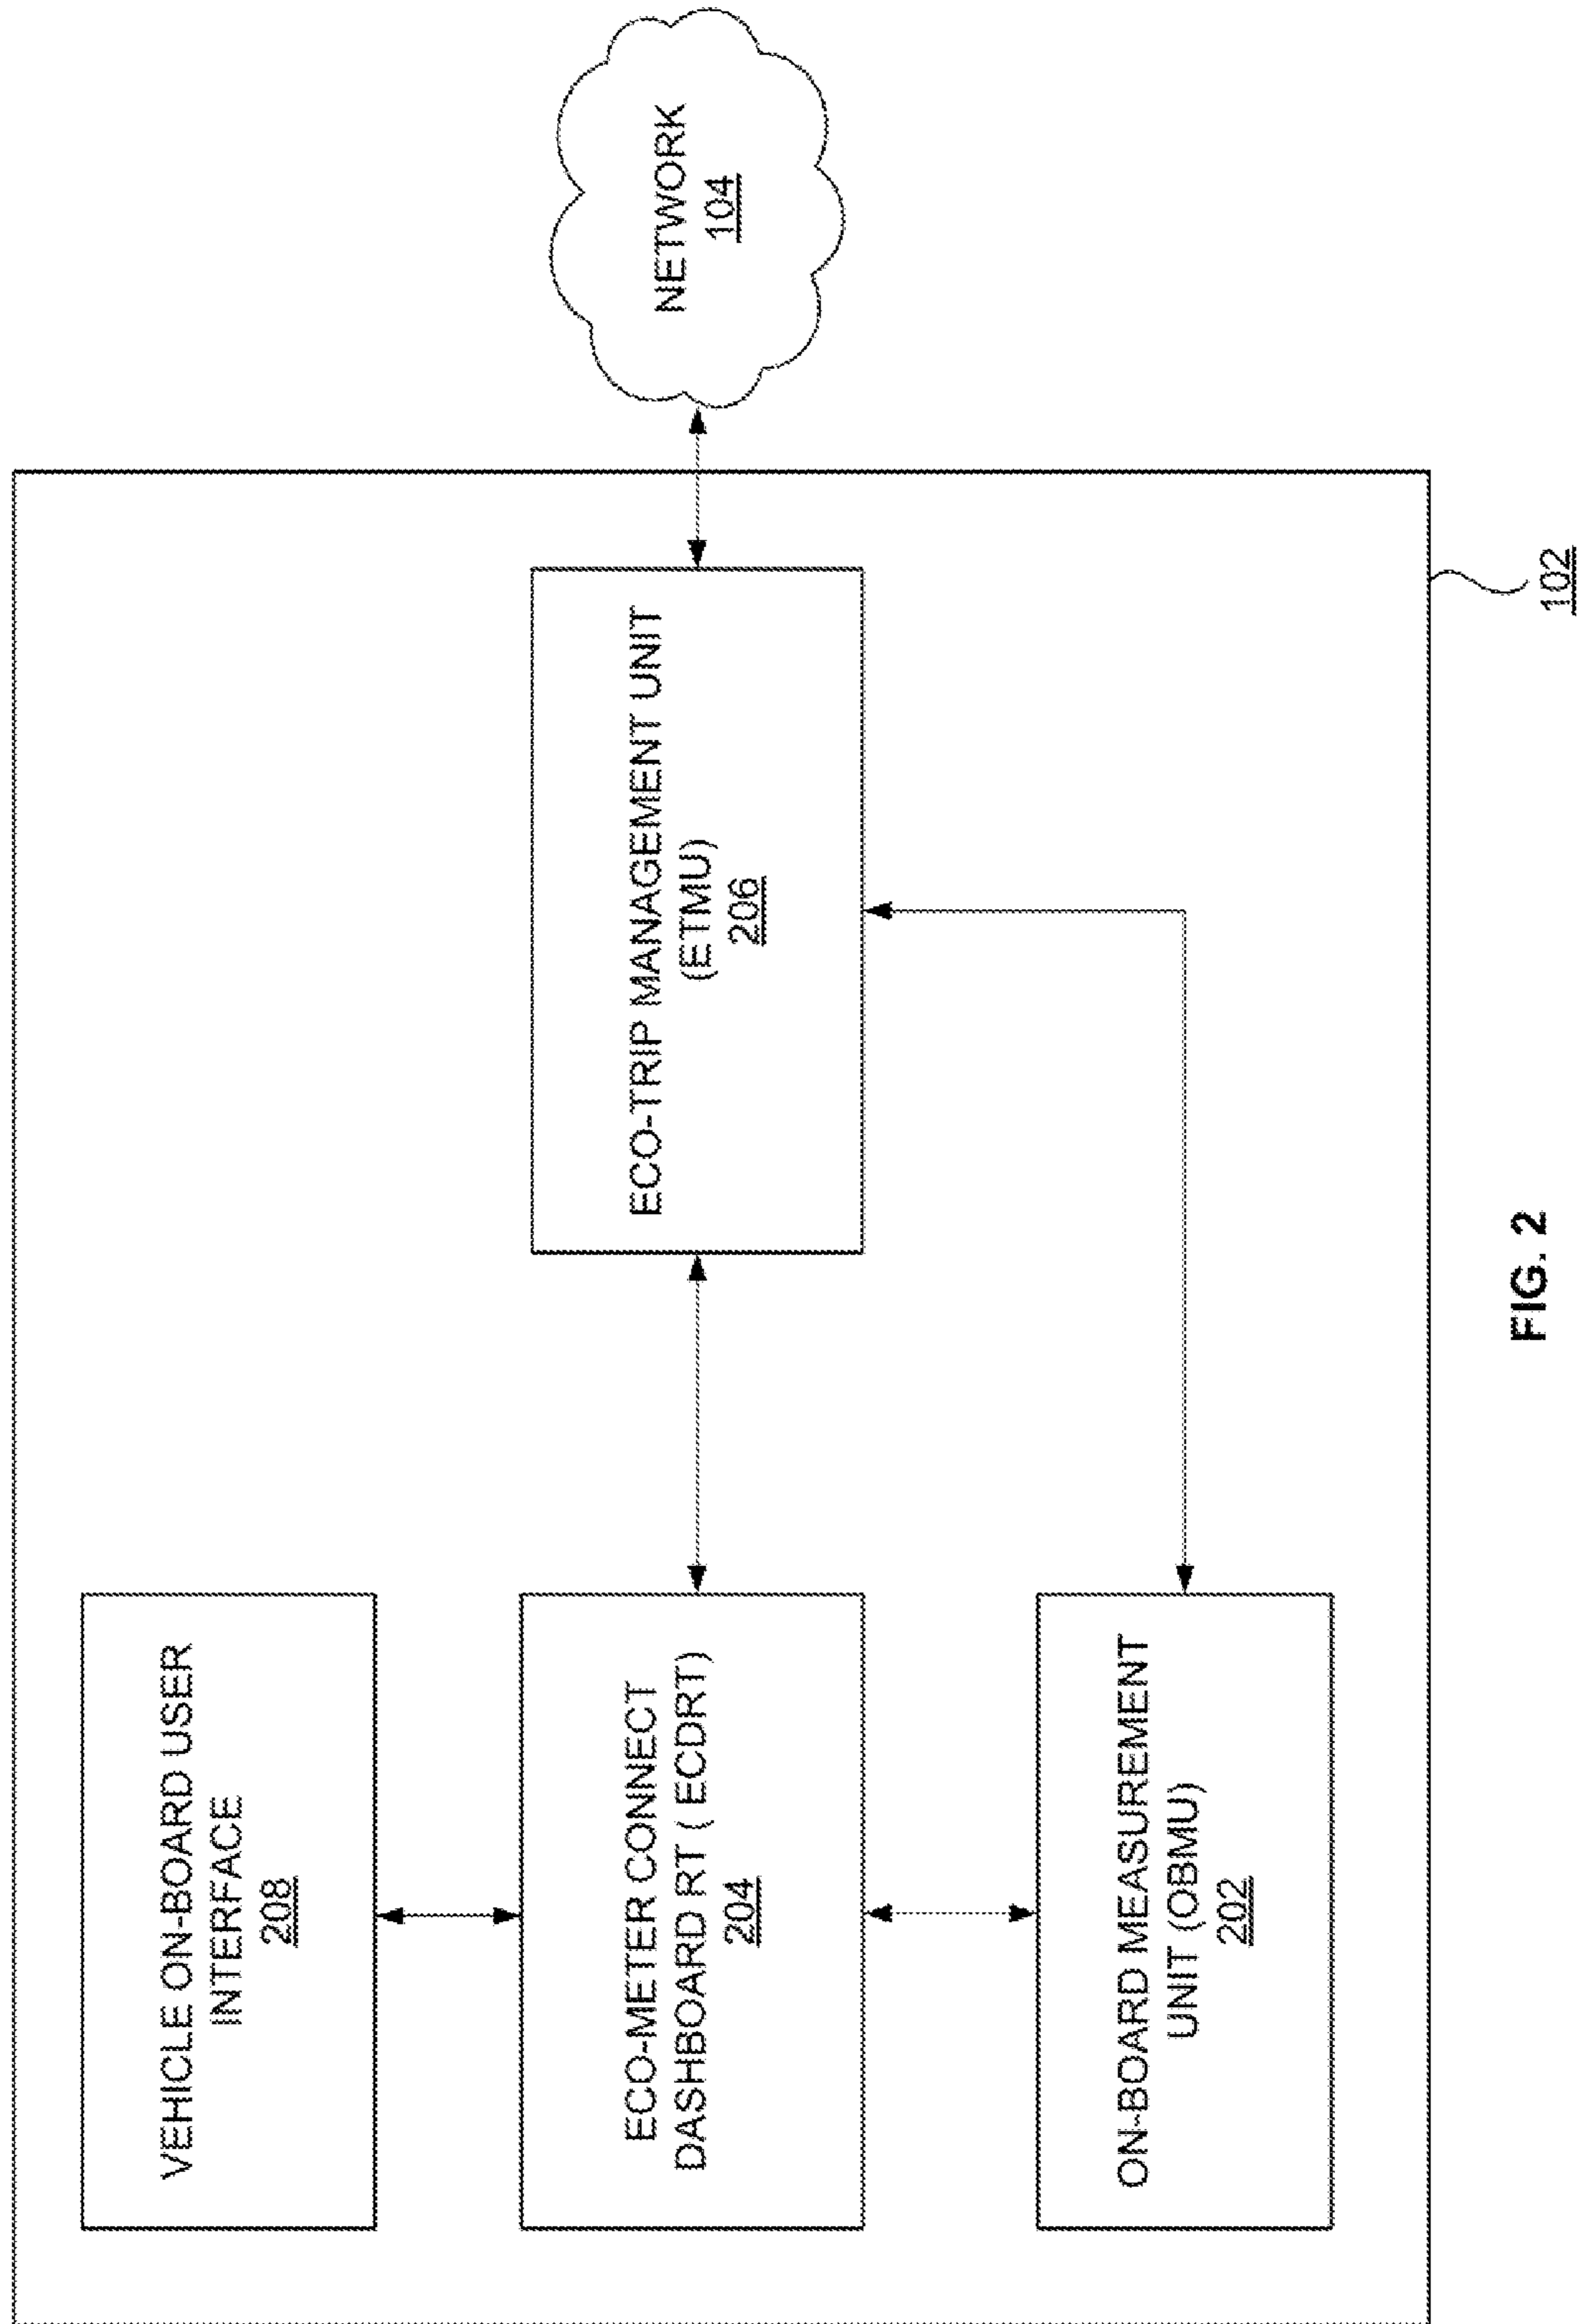 VEHICLE ON-BOARD USER
INTERFACE
208
ECO-METER CONNECT
DASHBOARD RT ( ECDRT)
204
ON-BOARD MEASUREMENT
UNIT (OBMU)
202
ECO-TRIP MANAGEMENT UNIT
(ETMU)
206
NETWORK
104
102
FIG. 2